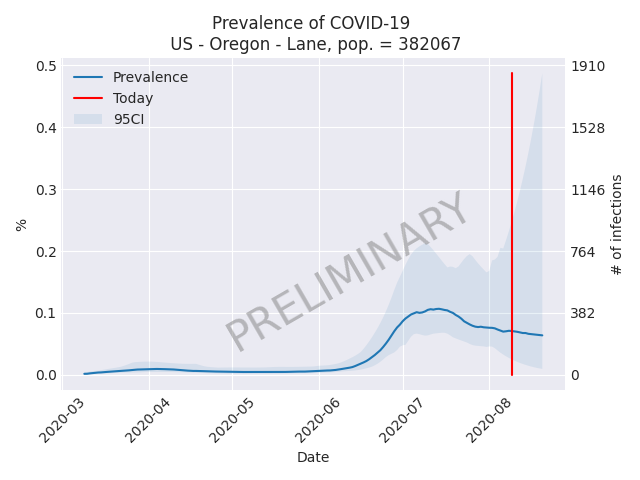 Prevalence of COVID-19
US - Oregon - Lane, pop. = 382067
Prevalence
Today
95CI
0.5
0.4
0.3
0.2
0.1
0.0
%
1910
1528
1146
764
382
0
# of infections
PRELIMINARY
2020-03
2020-04
2020-05
2020-06
2020-07
2020-08
Date